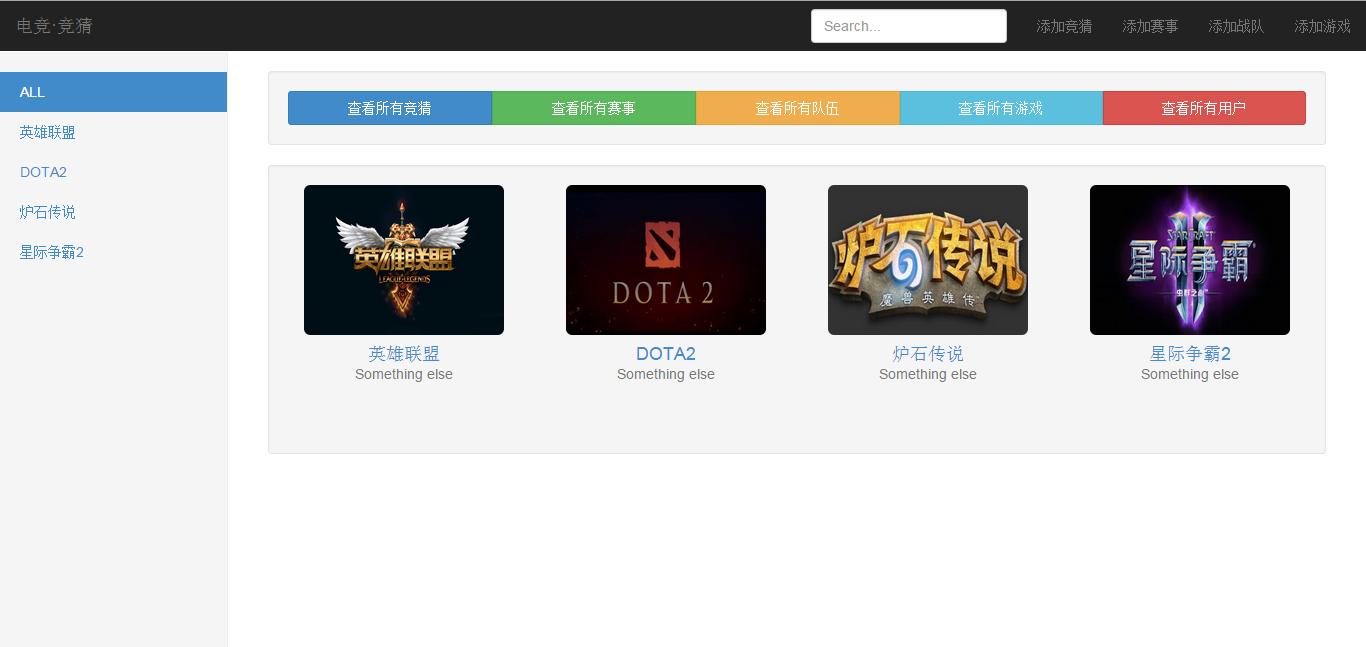 电竞·竞猜
Search...
添加竞猜
添加赛事
添加战队
添加游戏
ALL
英雄联盟
DOTA2
炉石传说
星际争霸2
查看所有竞猜
查看所有赛事
查看所有队伍
查看所有游戏
查看所有用户
英雄联盟
LEAGUE LEGENDS
DOTA 2
炉石传说
魔兽英雄传
STARCRAFT
II
星际争霸
虫群之心
英雄联盟
Something else
DOTA2
Something else
炉石传说
Something else
星际争霸2
Something else